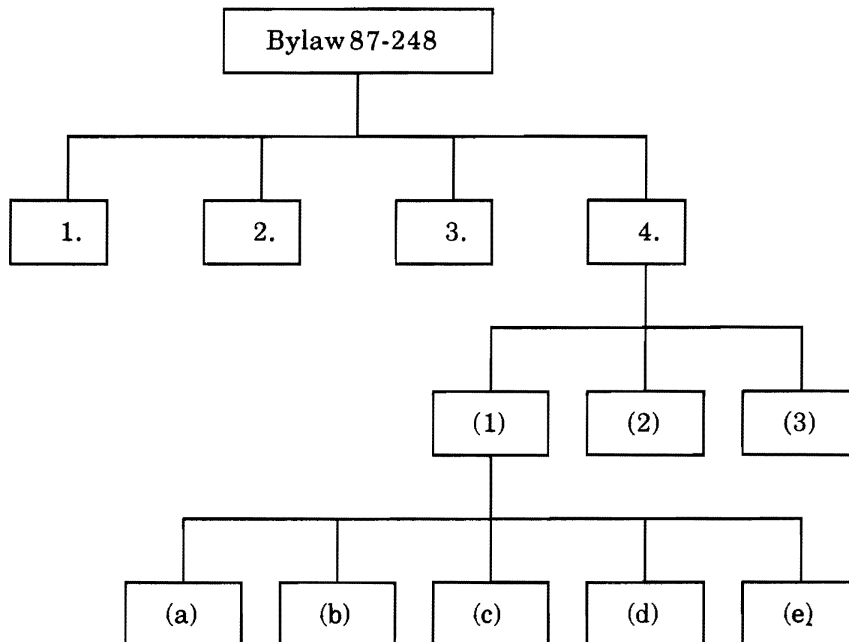 Bylaw 87-248
1. 2. 3. 4.
(1) (2) (3)
(a) (b) (c) (d) (e)